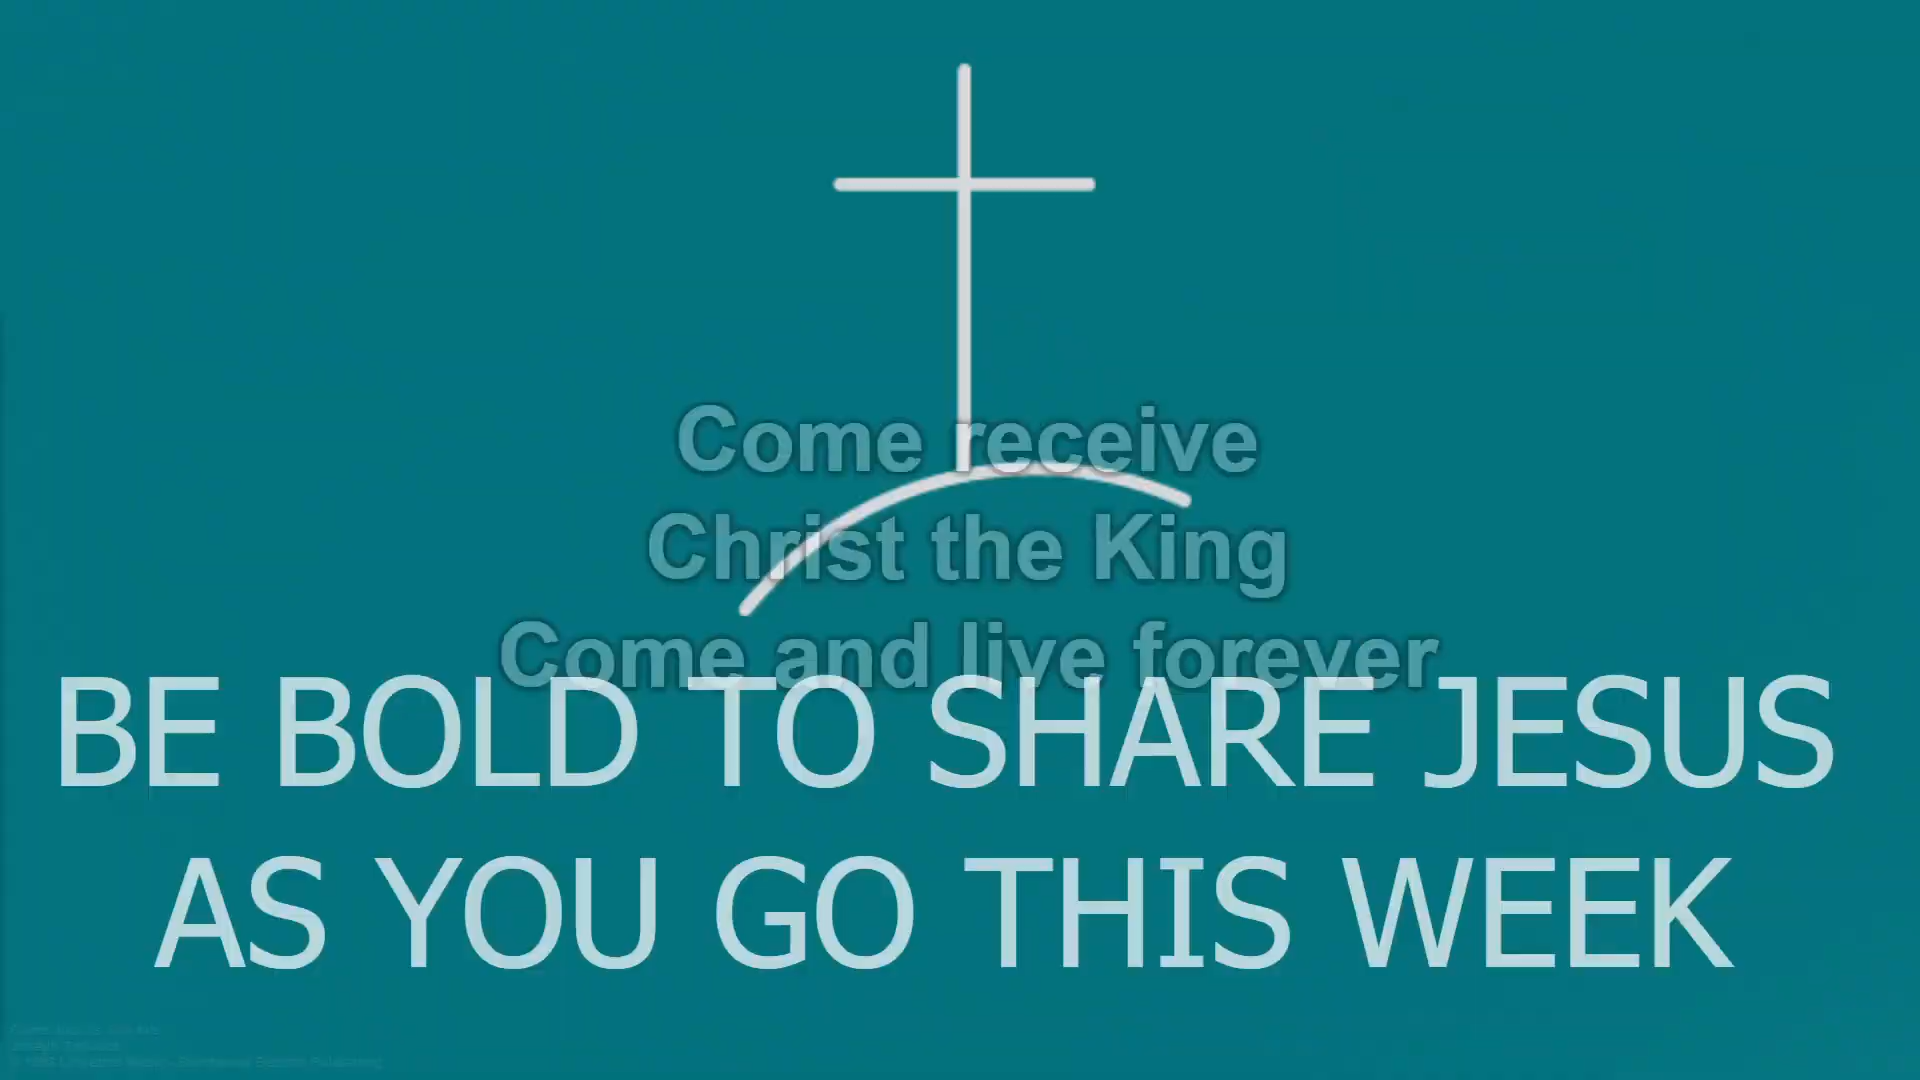 Come receive
Christ the King
Come and live forever
BE BOLD TO SHARE JESUS
AS YOU GO THIS WEEK